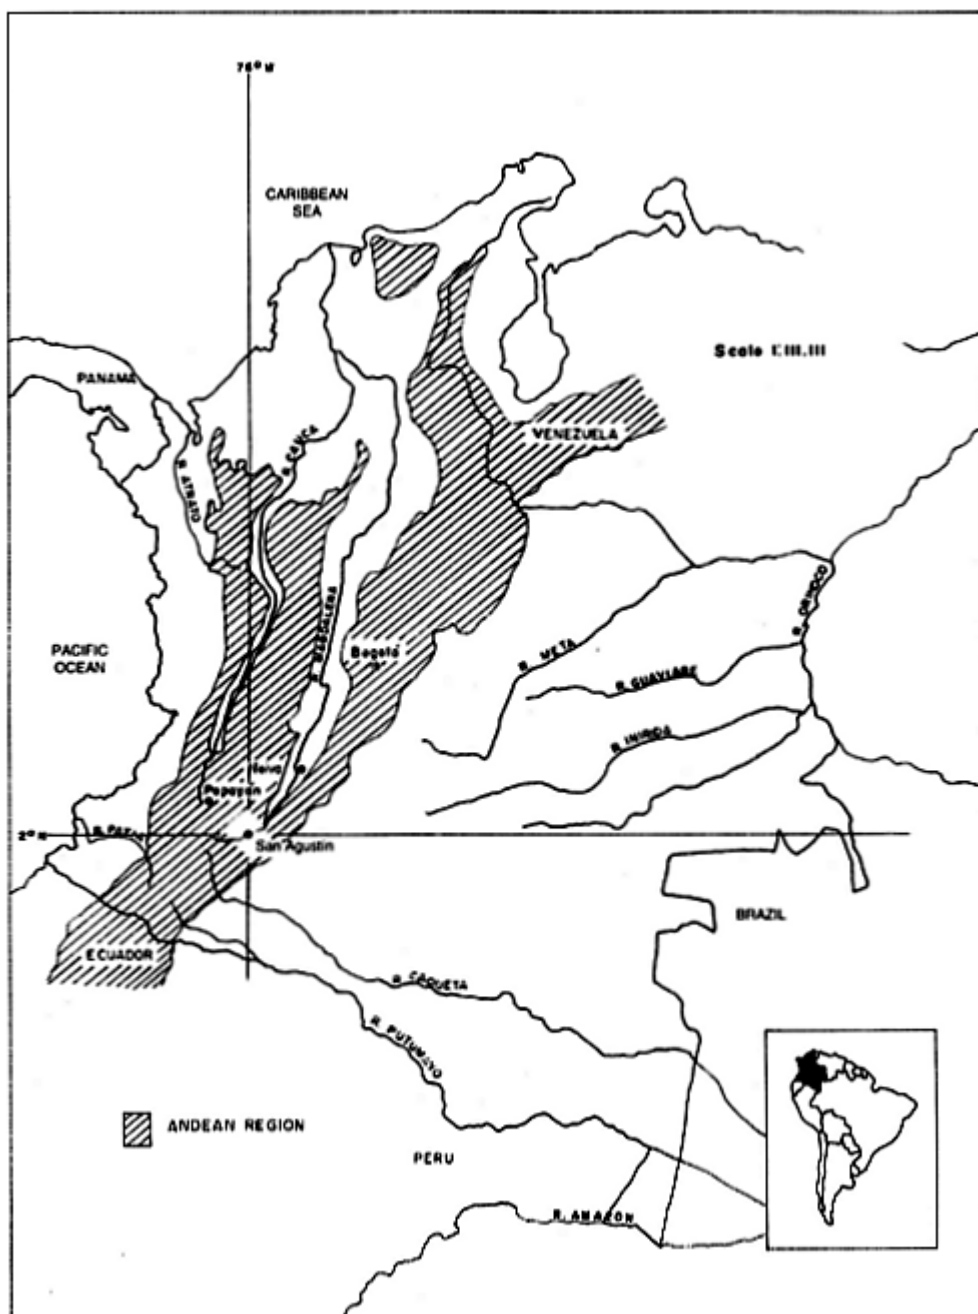 76° W
CARIBBEAN
SEA
PANAMA
R. CAUCA
VENEZUELA
R. ATRATO
R. MAGDALENA
PACIFIC
OCEAN
Bogotá
R. META
R. ORINOCO
R. GUAVIARE
R. INIRIDA
Neiva
Popayán
2° N
R. PATIA
San Agustín
BRAZIL
ECUADOR
R. CAQUETA
R. PUTUMAYO
ANDEAN REGION
PERU
R. AMAZON